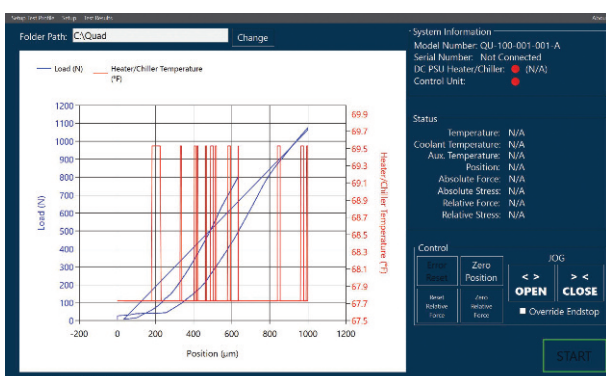 Setup Test Profile Setup Test Results
Folder Path: C:\Quad Change
Load (N) Heater/Chiller Temperature
(°F)
1200
1100
1000
900
800
700
600
500
400
300
200
100
0
Load (N)
69.9
69.7
69.5
69.3
69.1
68.9
68.7
68.5
68.3
68.1
67.9
67.7
67.5
Heater/Chiller Temperature (°F)
-200 0 200 400 600 800 1000 1200
Position (µm)
System Information
Model Number: QU-100-001-001-A
Serial Number: Not Connected
DC PSU Heater/Chiller: (N/A)
Control Unit:
Status
Temperature: N/A
Coolant Temperature: N/A
Aux. Temperature: N/A
Position: N/A
Absolute Force: N/A
Absolute Stress: N/A
Relative Force: N/A
Relative Stress: N/A
Control
Error
Reset
Zero
Position
Reset
Relative
Force
Zero
Relative
Force
JOG
< >
OPEN
> <
CLOSE
Override Endstop
START